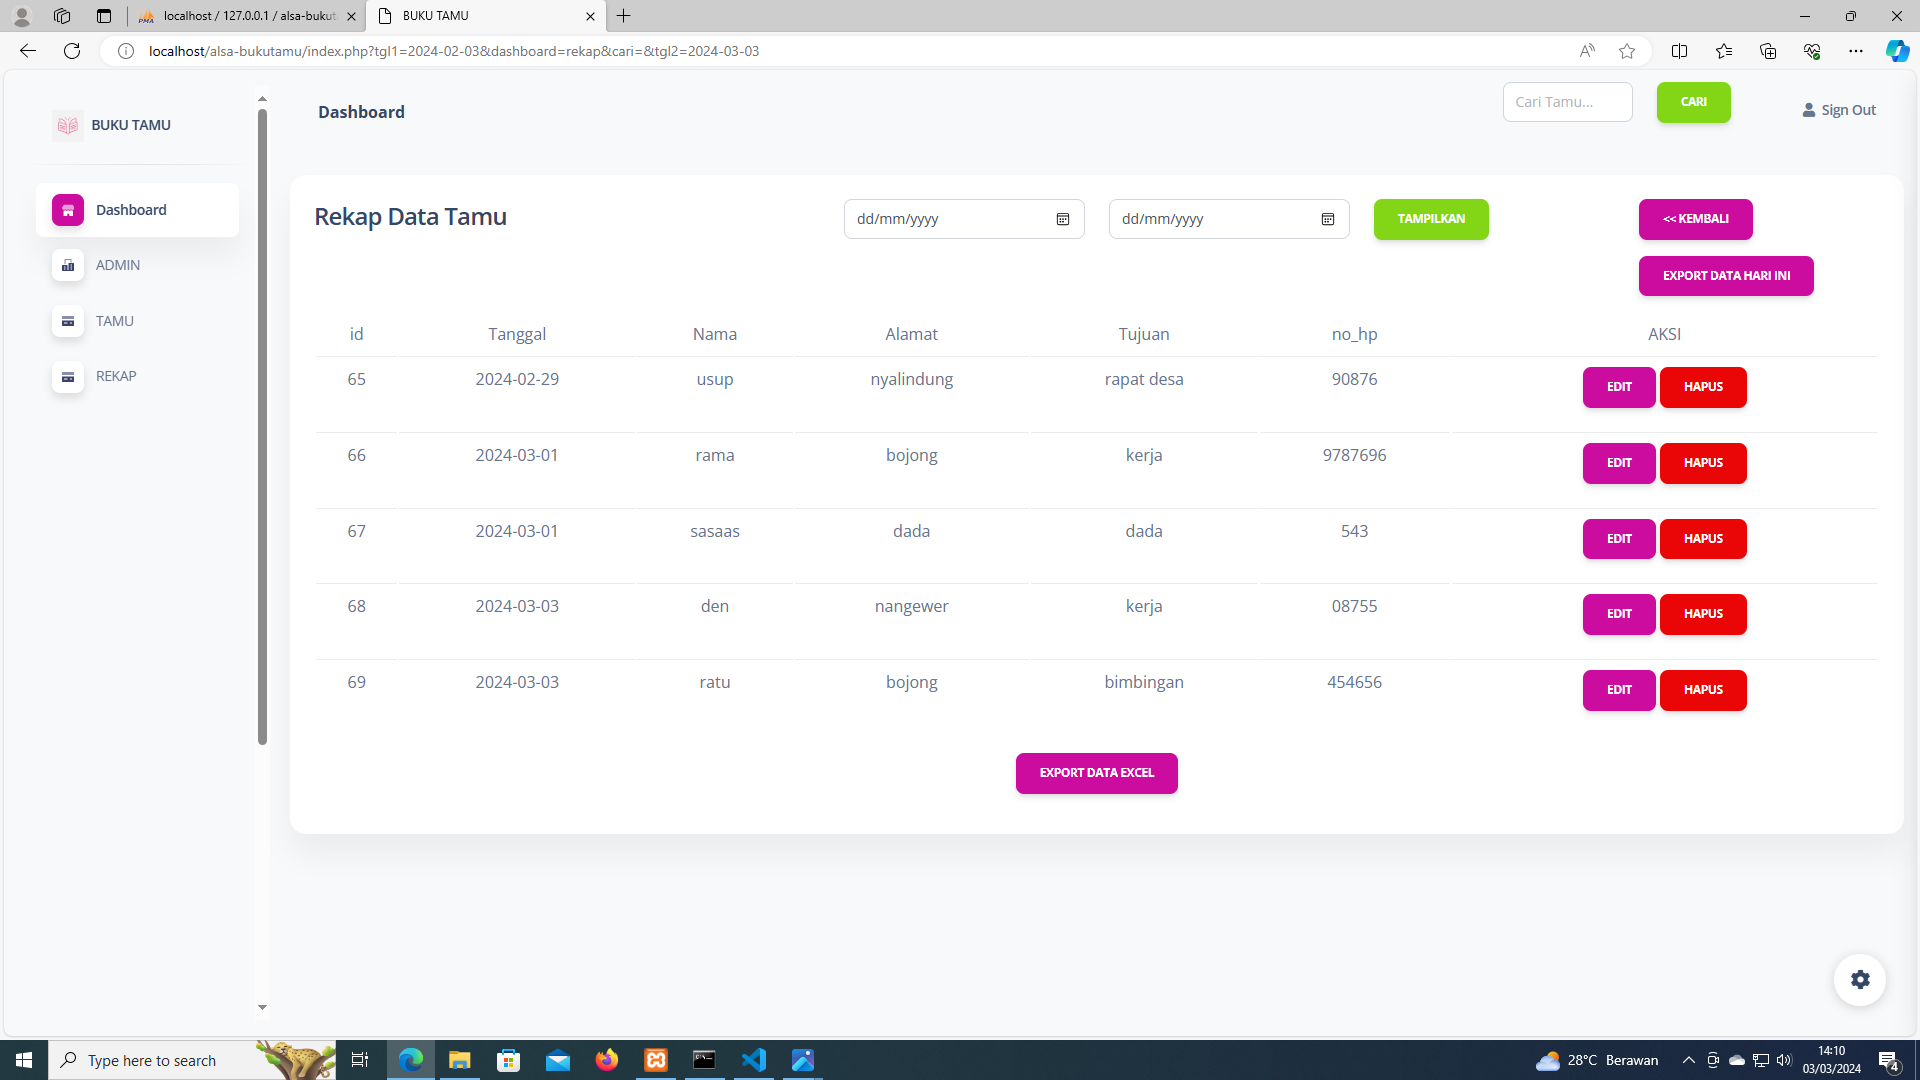 localhost / 127.0.0.1 / alsa-bukut
BUKU TAMU
localhost/alsa-bukutamu/index.php?tgl1=2024-02-03&dashboard=rekap&cari=&tgl2=2024-03-03
BUKU TAMU
Dashboard
ADMIN
TAMU
REKAP
Dashboard
Cari Tamu...
CARI
Sign Out
Rekap Data Tamu
dd/mm/yyyy
dd/mm/yyyy
TAMPILKAN
<< KEMBALI
EXPORT DATA HARI INI
id Tanggal Nama Alamat Tujuan no_hp AKSI
65 2024-02-29 usup nyalindung rapat desa 90876 EDIT HAPUS
66 2024-03-01 rama bojong kerja 9787696 EDIT HAPUS
67 2024-03-01 sasaas dada dada 543 EDIT HAPUS
68 2024-03-03 den nangewer kerja 08755 EDIT HAPUS
69 2024-03-03 ratu bojong bimbingan 454656 EDIT HAPUS
EXPORT DATA EXCEL
Type here to search
28°C Berawan
14:10
03/03/2024
4